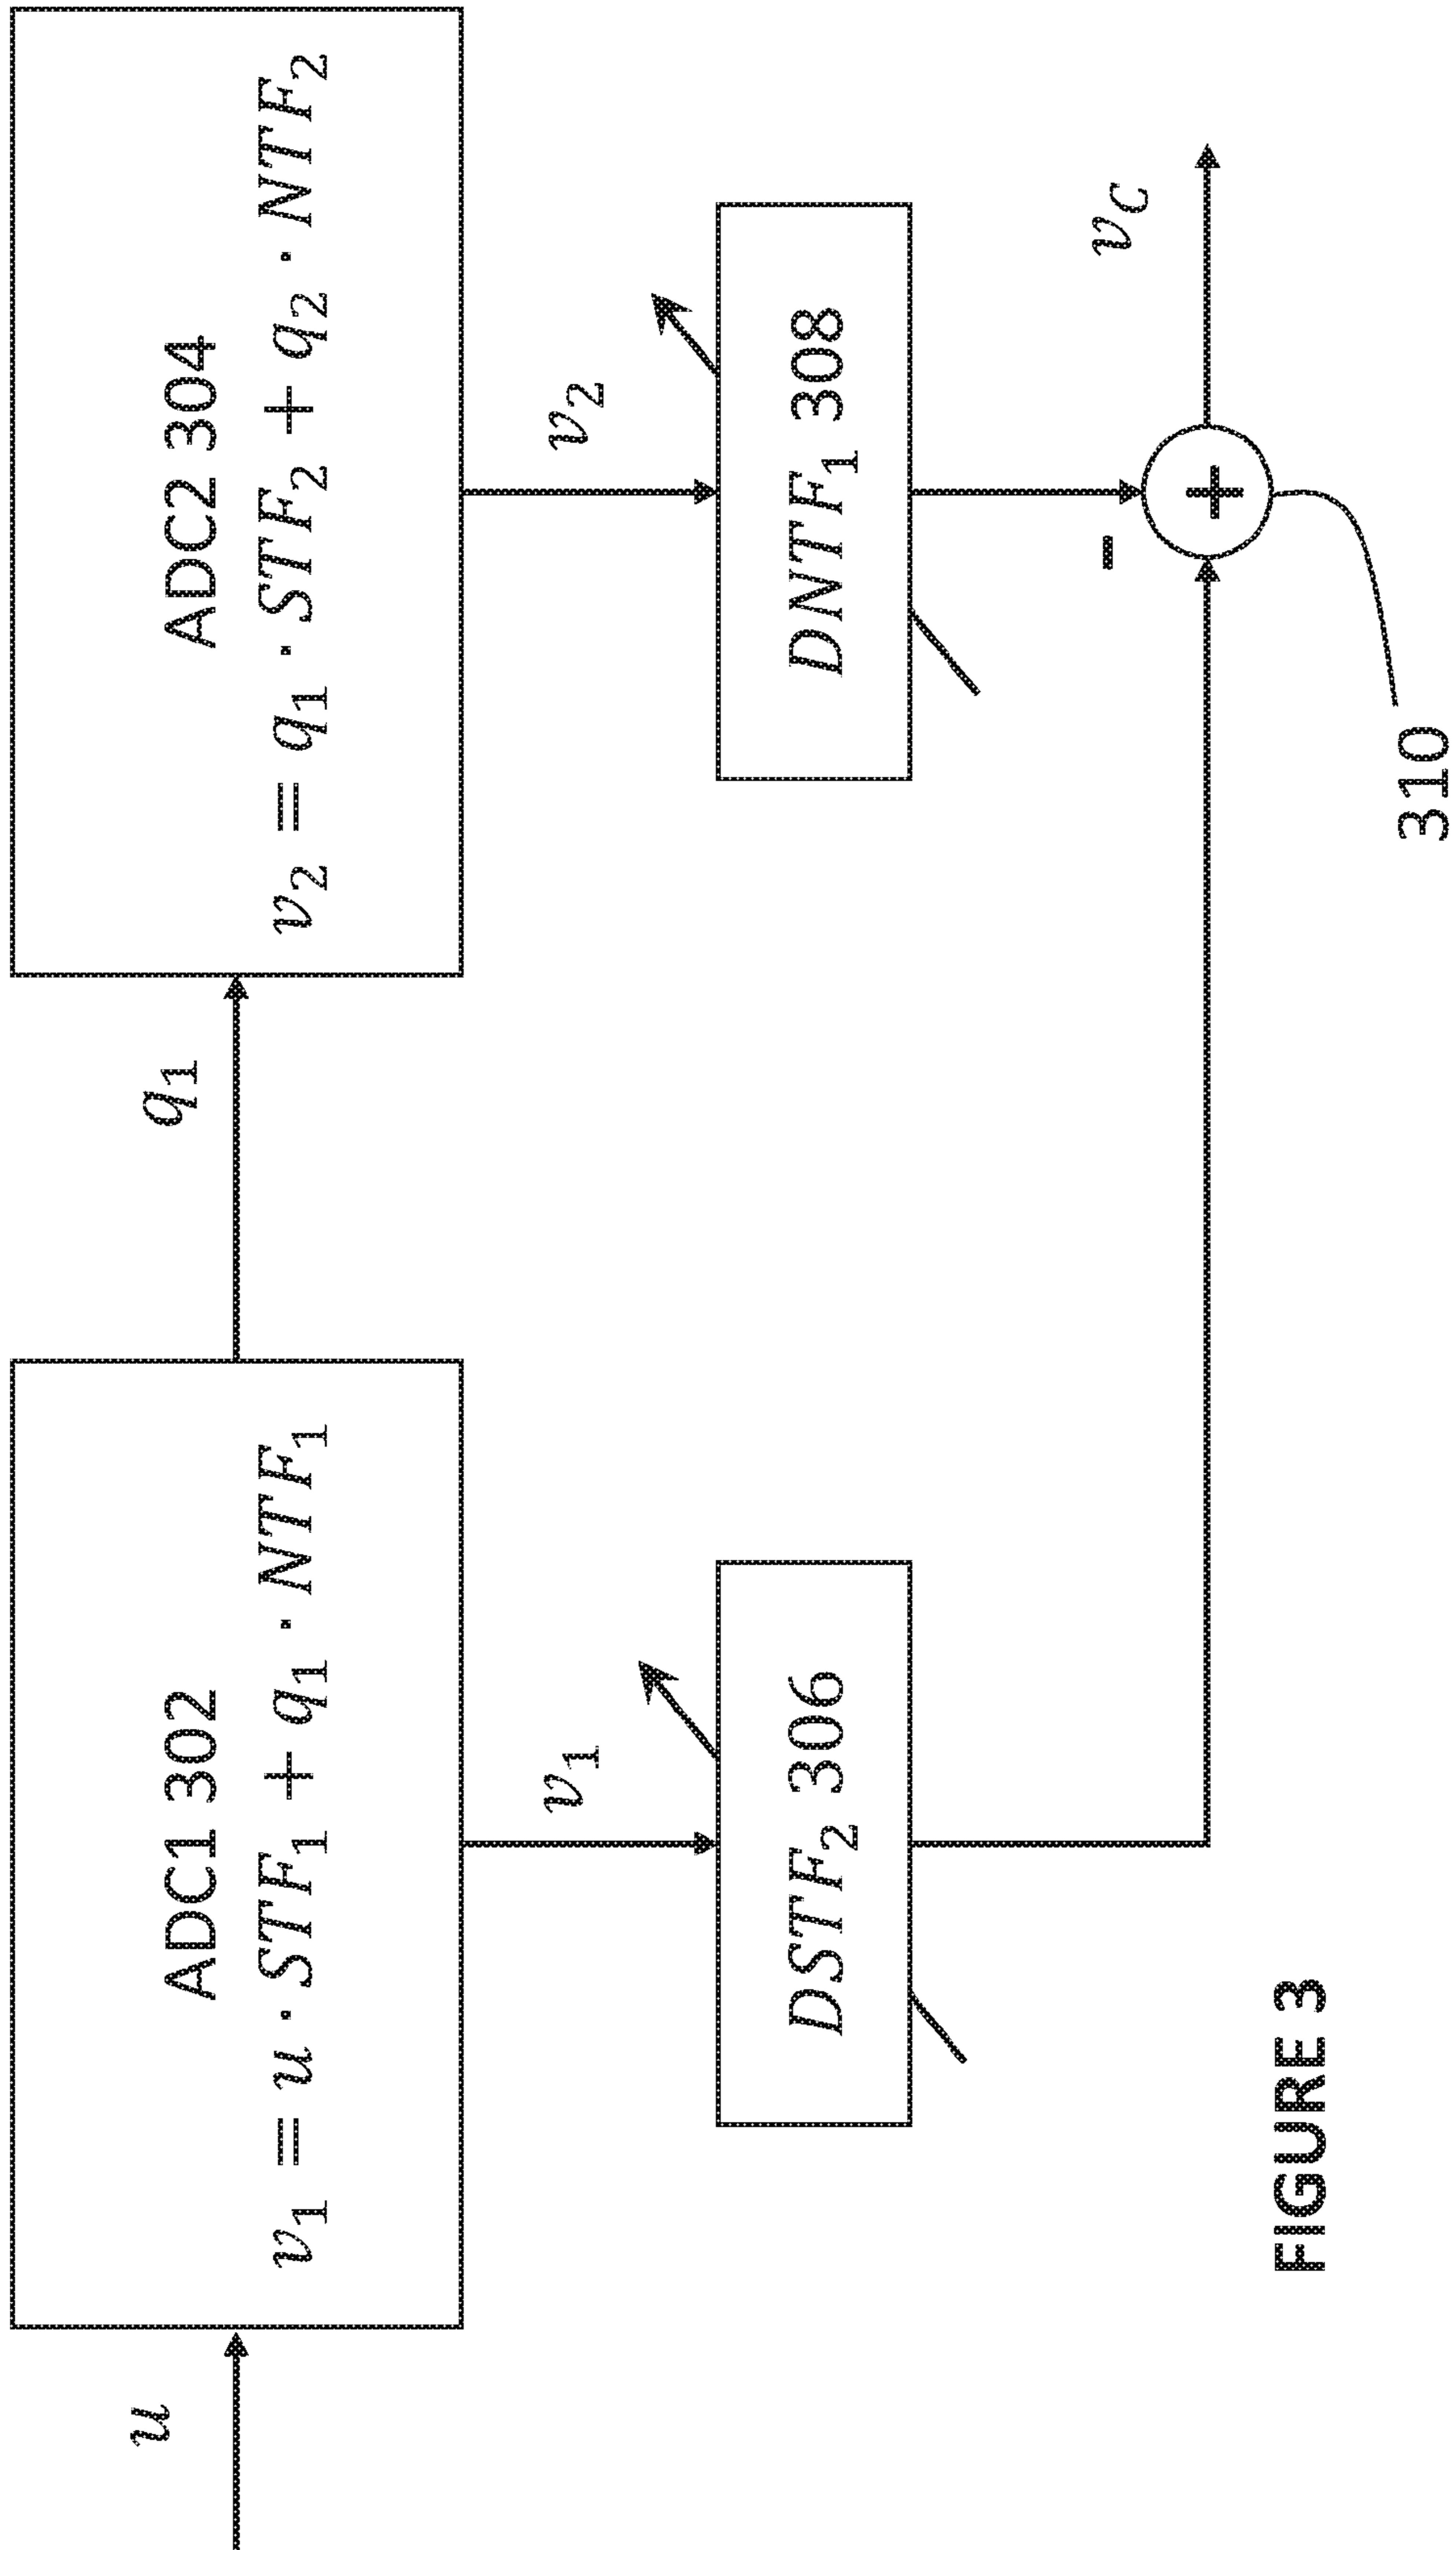 u
ADC1 302
v₁ = u · STF₁ + q₁ · NTF₁
q₁
ADC2 304
v₂ = q₁ · STF₂ + q₂ · NTF₂
v₁
v₂
DSTF₂ 306
DNTF₁ 308
-
+
v_C
310
FIGURE 3